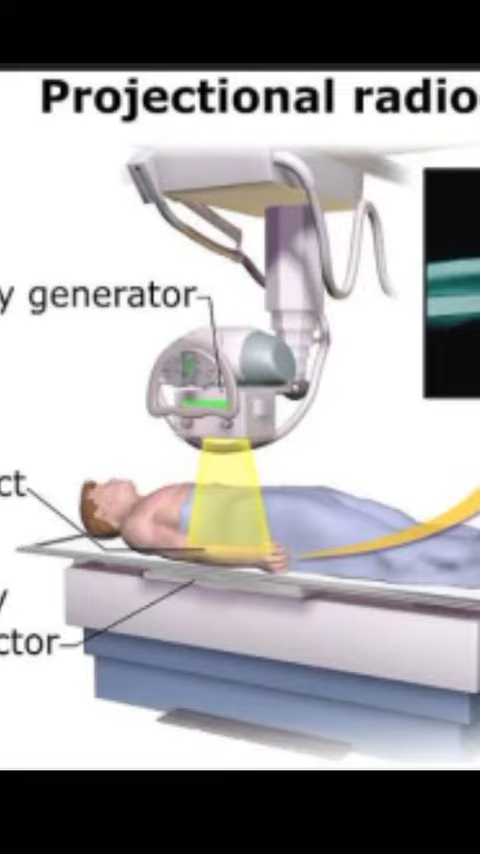 Projectional radio
y generator
ct
y
ctor